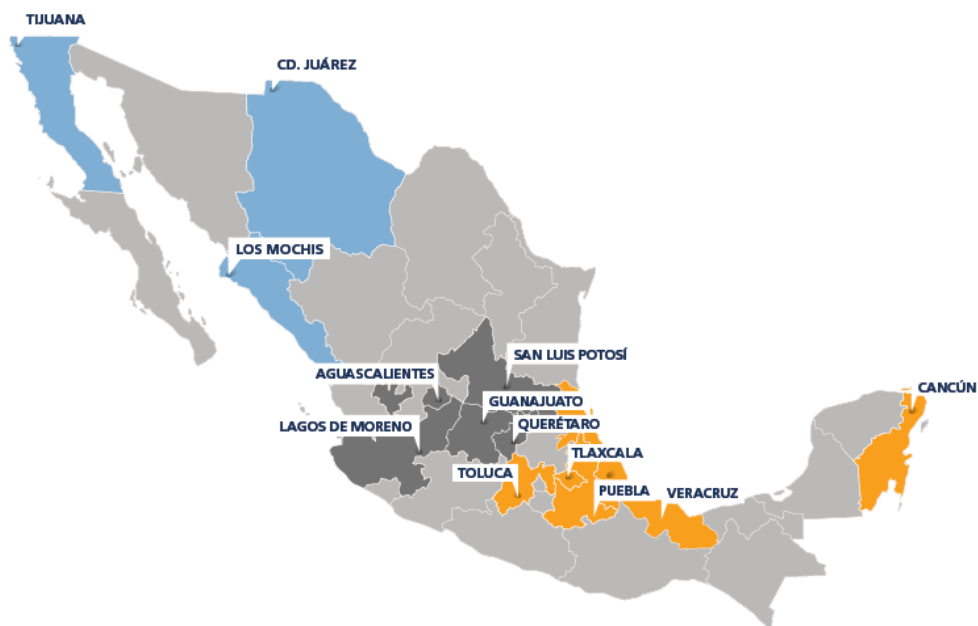 TIJUANA
CD. JUÁREZ
LOS MOCHIS
SAN LUIS POTOSÍ
AGUASCALIENTES
CANCÚN
GUANAJUATO
LAGOS DE MORENO
QUERÉTARO
TLAXCALA
TOLUCA
PUEBLA
VERACRUZ